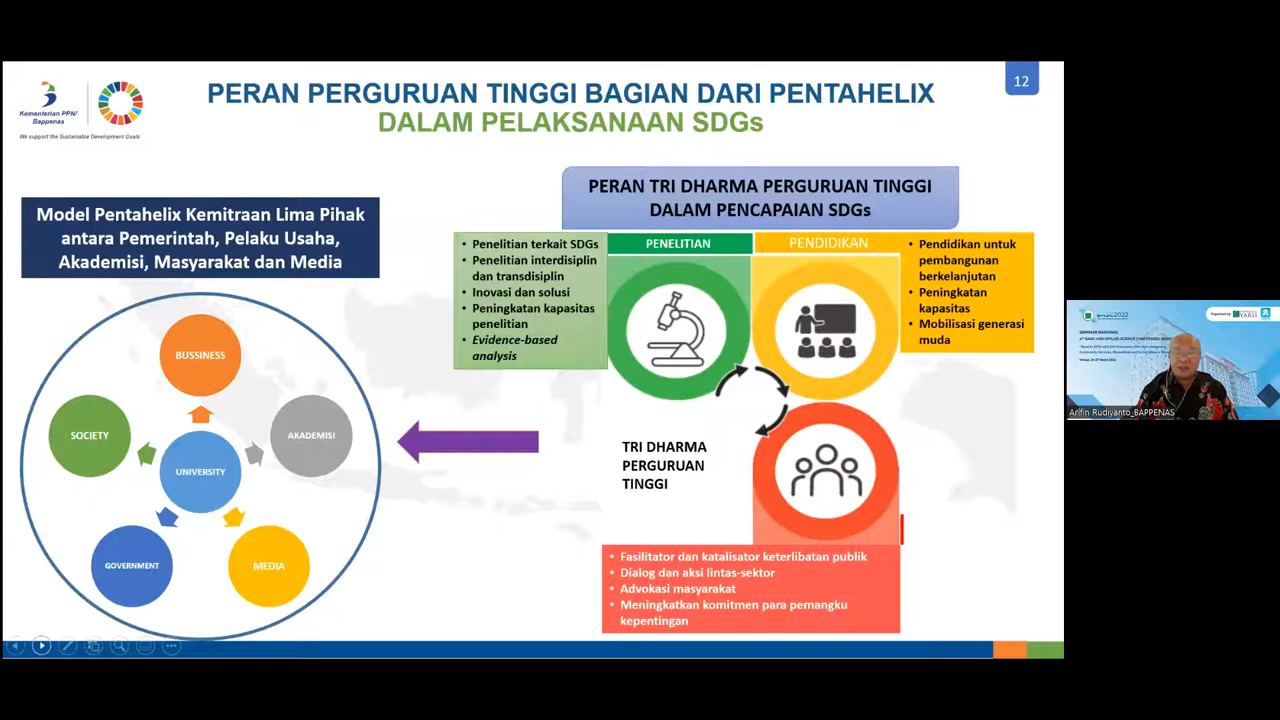 Kementerian PPN/
Bappenas
We support the Sustainable Development Goals
PERAN PERGURUAN TINGGI BAGIAN DARI PENTAHELIX
DALAM PELAKSANAAN SDGs
12
Model Pentahelix Kemitraan Lima Pihak
antara Pemerintah, Pelaku Usaha,
Akademisi, Masyarakat dan Media
BUSSINESS
SOCIETY
AKADEMISI
UNIVERSITY
GOVERNMENT
MEDIA
PERAN TRI DHARMA PERGURUAN TINGGI
DALAM PENCAPAIAN SDGs
• Penelitian terkait SDGs
• Penelitian interdisiplin
dan transdisiplin
• Inovasi dan solusi
• Peningkatan kapasitas
penelitian
• Evidence-based
analysis
PENELITIAN
PENDIDIKAN
• Pendidikan untuk
pembangunan
berkelanjutan
• Peningkatan
kapasitas
• Mobilisasi generasi
muda
TRI DHARMA
PERGURUAN
TINGGI
• Fasilitator dan katalisator keterlibatan publik
• Dialog dan aksi lintas-sektor
• Advokasi masyarakat
• Meningkatkan komitmen para pemangku
kepentingan
YARSI
SEMINAR NASIONAL
Arifin Rudiyanto_BAPPENAS